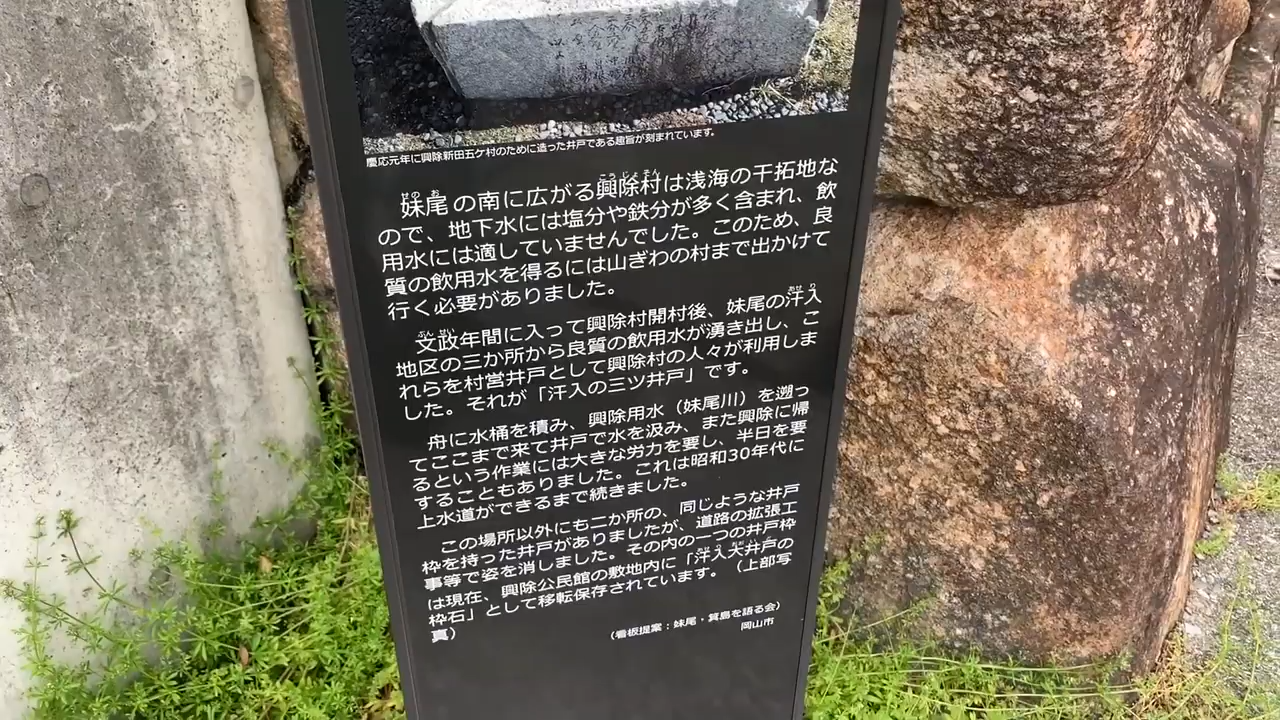 慶応元年に興除新田五ケ村のために造った井戸である趣旨が刻まれています。
妹尾の南に広がる興除村は浅海の干拓地な
ので、地下水には塩分や鉄分が多く含まれ、飲
用水には適していませんでした。このため、良
質の飲用水を得るには山ぎわの村まで出かけて
行く必要がありました。
文政年間に入って興除村開村後、妹尾の汗入
地区の三か所から良質の飲用水が湧き出し、こ
れらを村営井戸として興除村の人々が利用しま
した。それが「汗入の三ツ井戸」です。
舟に水桶を積み、興除用水（妹尾川）を遡っ
てここまで来て井戸で水を汲み、また興除に帰
るという作業には大きな労力を要し、半日を要
することもありました。これは昭和30年代に
上水道ができるまで続きました。
この場所以外にも二か所の、同じような井戸
枠を持った井戸がありましたが、道路の拡張工
事等で姿を消しました。その内の一つの井戸枠
は現在、興除公民館の敷地内に「汗入大井戸の
枠石」として移転保存されています。（上部写
真）
（看板提案：妹尾・箕島を語る会）
岡山市